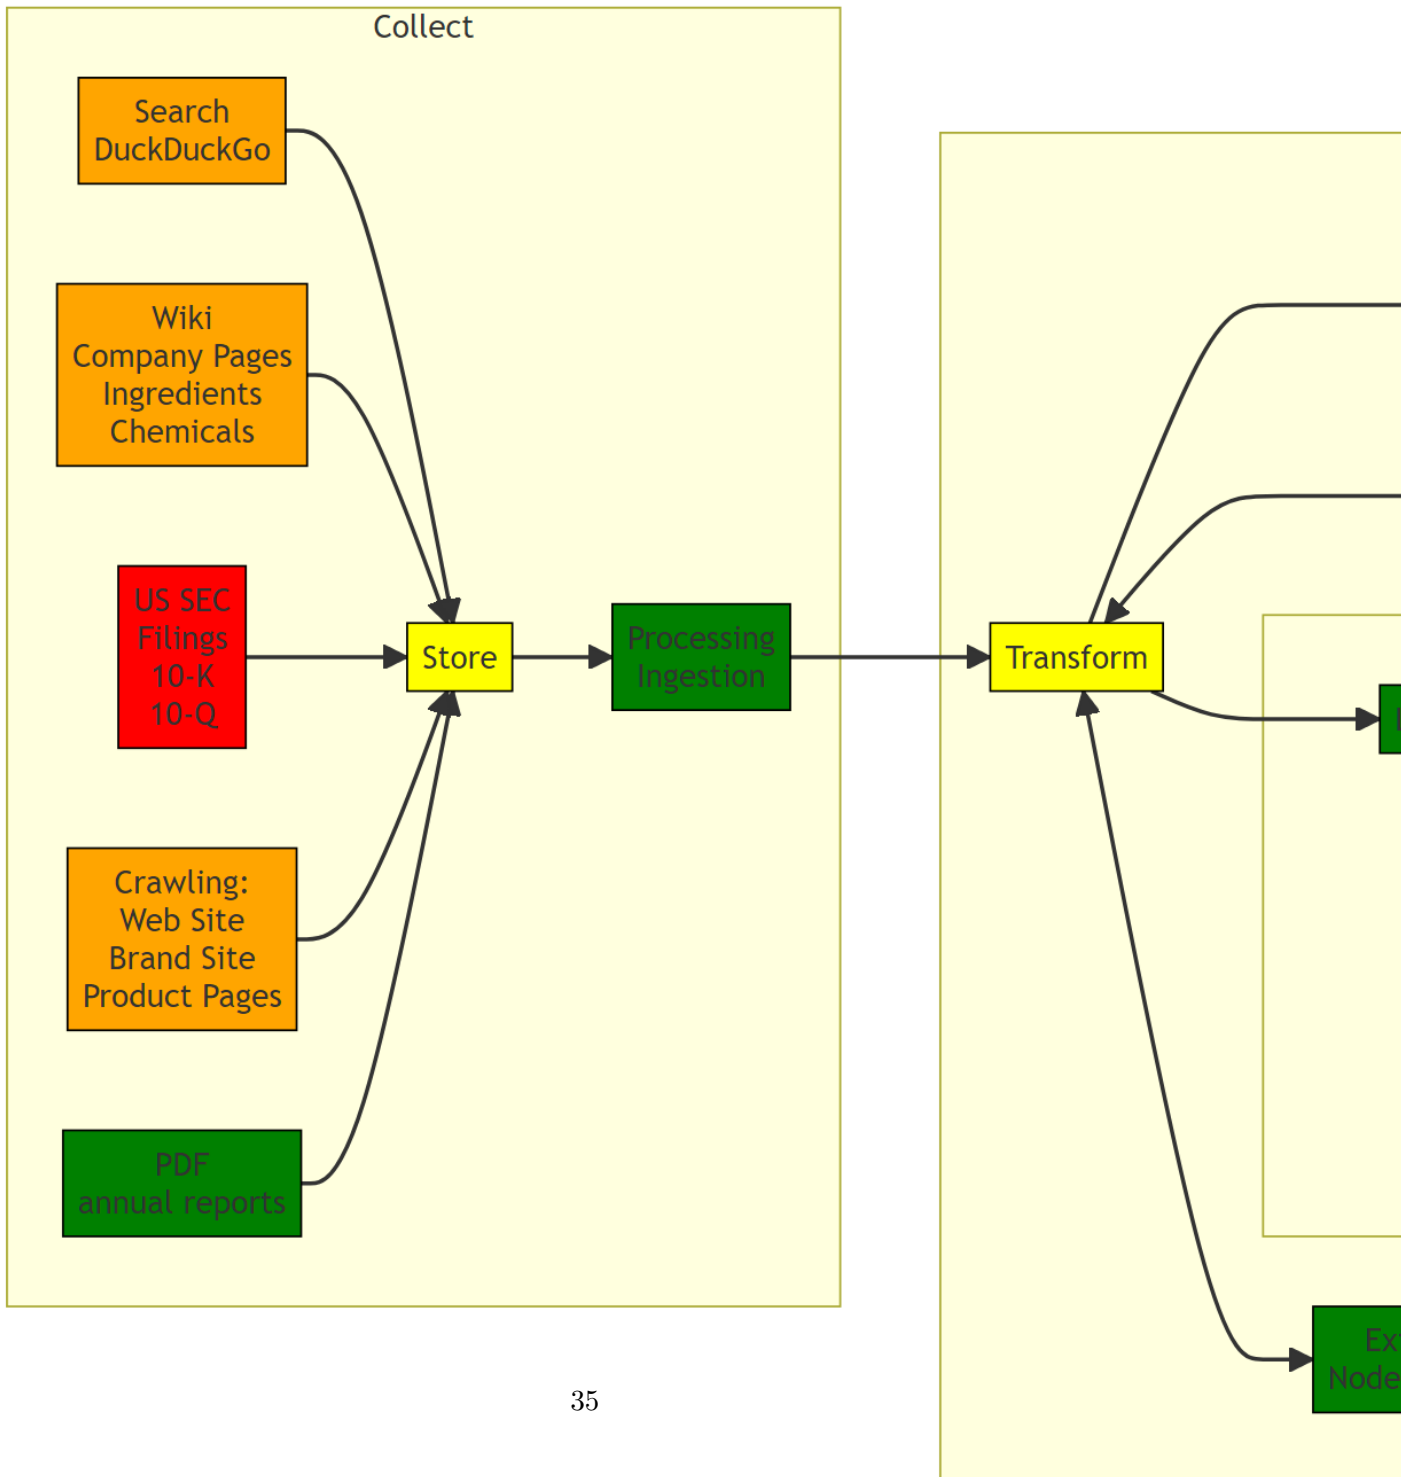 Collect
Search
DuckDuckGo
Wiki
Company Pages
Ingredients
Chemicals
US SEC
Filings
10-K
10-Q
Crawling:
Web Site
Brand Site
Product Pages
PDF
annual reports
Store
Processing
Ingestion
Transform
Node
35